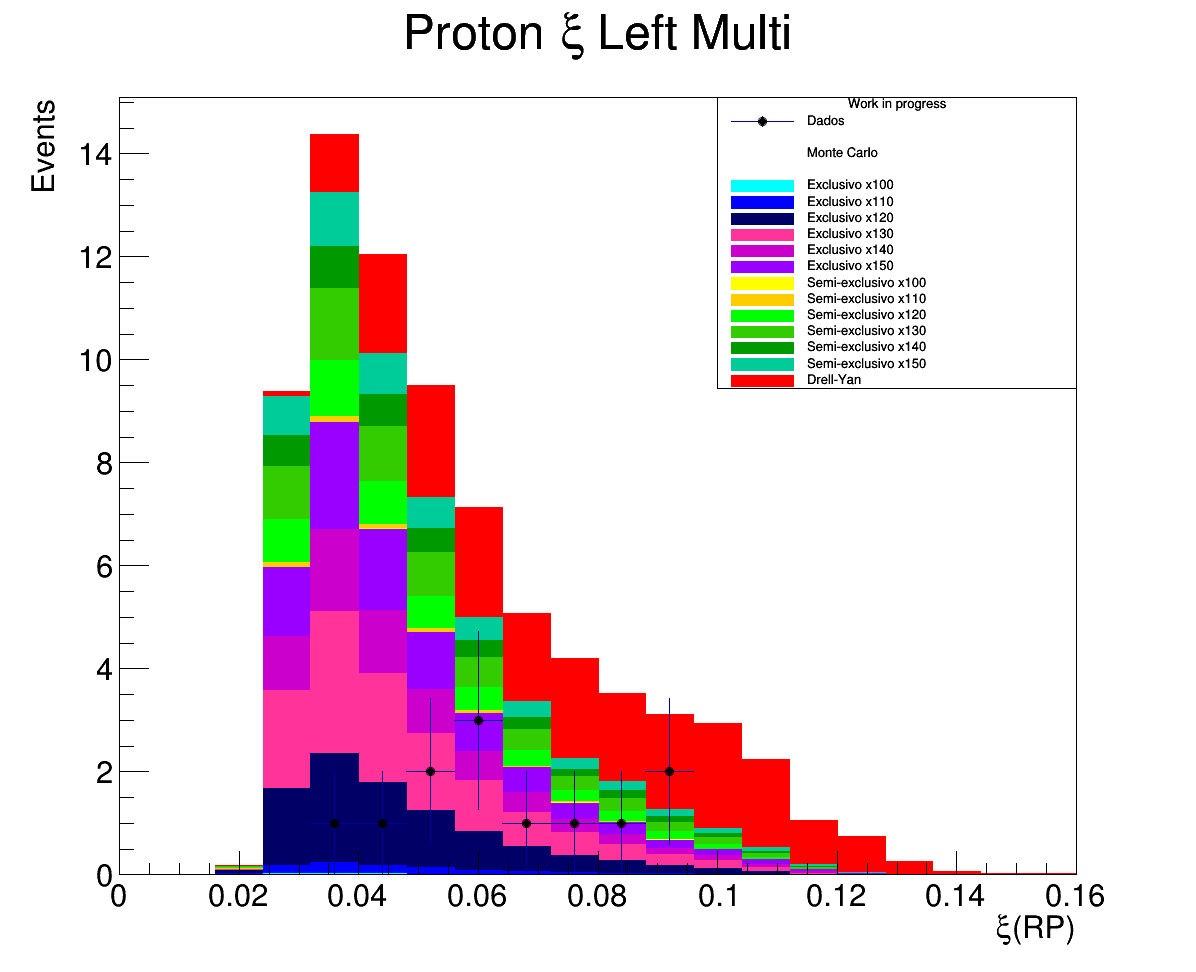 Proton ξ Left Multi
Events
Work in progress
Dados
Monte Carlo
Exclusivo x100
Exclusivo x110
Exclusivo x120
Exclusivo x130
Exclusivo x140
Exclusivo x150
Semi-exclusivo x100
Semi-exclusivo x110
Semi-exclusivo x120
Semi-exclusivo x130
Semi-exclusivo x140
Semi-exclusivo x150
Drell-Yan
14
12
10
8
6
4
2
0
0 0.02 0.04 0.06 0.08 0.1 0.12 0.14 0.16
ξ(RP)